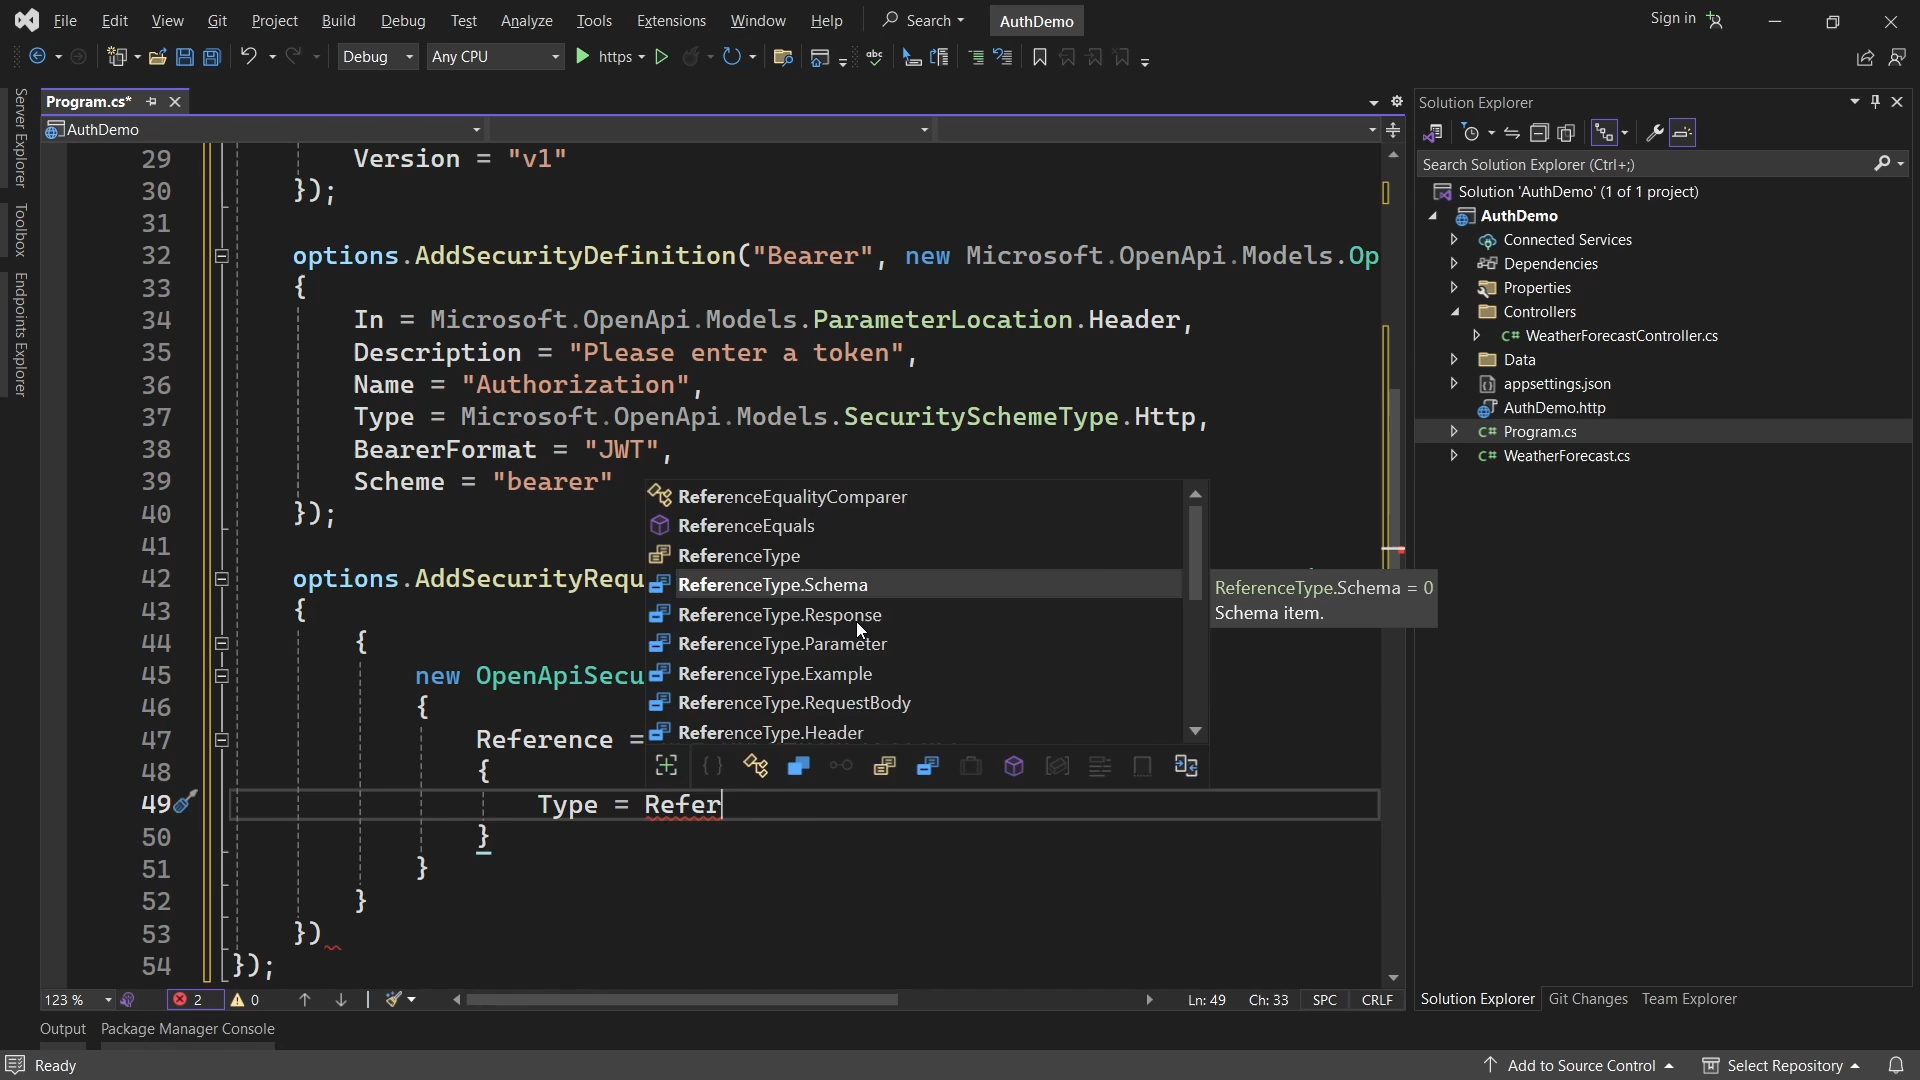 File Edit View Git Project Build Debug Test Analyze Tools Extensions Window Help Search AuthDemo Sign in
Debug Any CPU https
Server Explorer
Toolbox
Endpoints Explorer
Program.cs*
AuthDemo
29 Version = "v1"
30 });
31
32 options.AddSecurityDefinition("Bearer", new Microsoft.OpenApi.Models.Op
33 {
34 In = Microsoft.OpenApi.Models.ParameterLocation.Header,
35 Description = "Please enter a token",
36 Name = "Authorization",
37 Type = Microsoft.OpenApi.Models.SecuritySchemeType.Http,
38 BearerFormat = "JWT",
39 Scheme = "bearer"
40 });
41
42 options.AddSecurityRequ
43 {
44 {
45 new OpenApiSecu
46 {
47 Reference =
48 {
49 Type = Refer
50 }
51 }
52 }
53 })
54 });
ReferenceEqualityComparer
ReferenceEquals
ReferenceType
ReferenceType.Schema
ReferenceType.Response
ReferenceType.Parameter
ReferenceType.Example
ReferenceType.RequestBody
ReferenceType.Header
ReferenceType.Schema = 0
Schema item.
123 % 2 0 Ln: 49 Ch: 33 SPC CRLF
Output Package Manager Console
Ready
Solution Explorer
Search Solution Explorer (Ctrl+;)
Solution 'AuthDemo' (1 of 1 project)
AuthDemo
Connected Services
Dependencies
Properties
Controllers
C# WeatherForecastController.cs
Data
appsettings.json
AuthDemo.http
C# Program.cs
C# WeatherForecast.cs
Solution Explorer Git Changes Team Explorer
Add to Source Control Select Repository